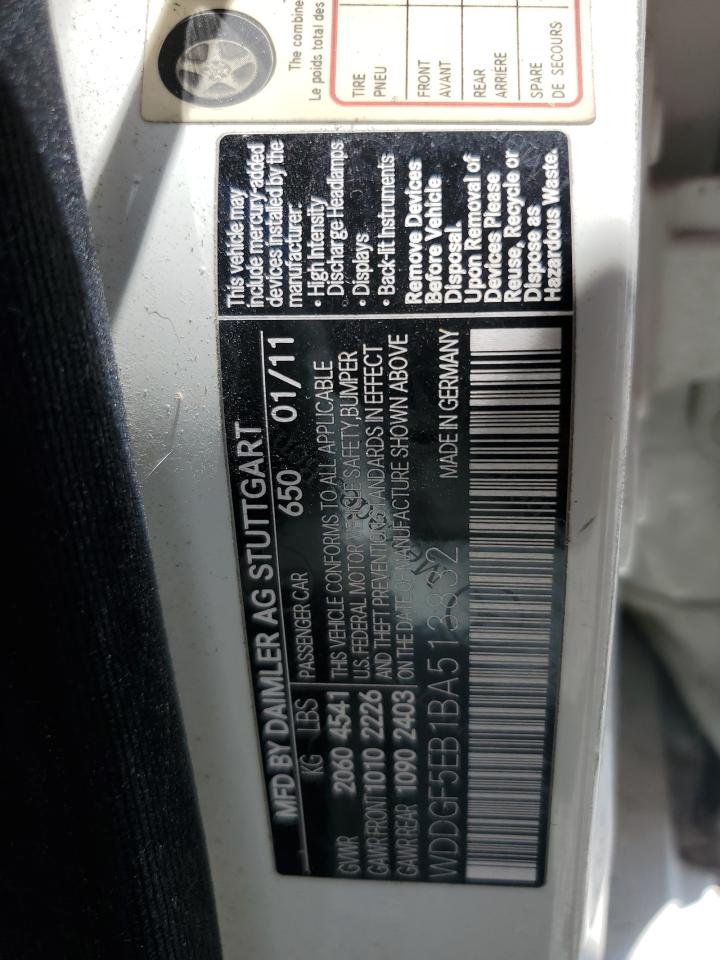 The combine
Le poids total des
TIRE
PNEU
FRONT
AVANT
REAR
ARRIERE
SPARE
DE SECOURS
MFD BY DAIMLER AG STUTTGART
KG LBS PASSENGER CAR 650 01/11
GVWR 2060 4541
GAWR FRONT 1010 2226
GAWR REAR 1090 2403
THIS VEHICLE CONFORMS TO ALL APPLICABLE
U.S. FEDERAL MOTOR VEHICLE SAFETY, BUMPER
AND THEFT PREVENTION STANDARDS IN EFFECT
ON THE DATE OF MANUFACTURE SHOWN ABOVE
WDDGF5EB1BA513832 MADE IN GERMANY
This vehicle may
include mercury-added
devices installed by the
manufacturer:
• High Intensity
Discharge Headlamps
• Displays
• Back-lit Instruments
Remove Devices
Before Vehicle
Disposal.
Upon Removal of
Devices Please
Reuse, Recycle or
Dispose as
Hazardous Waste.